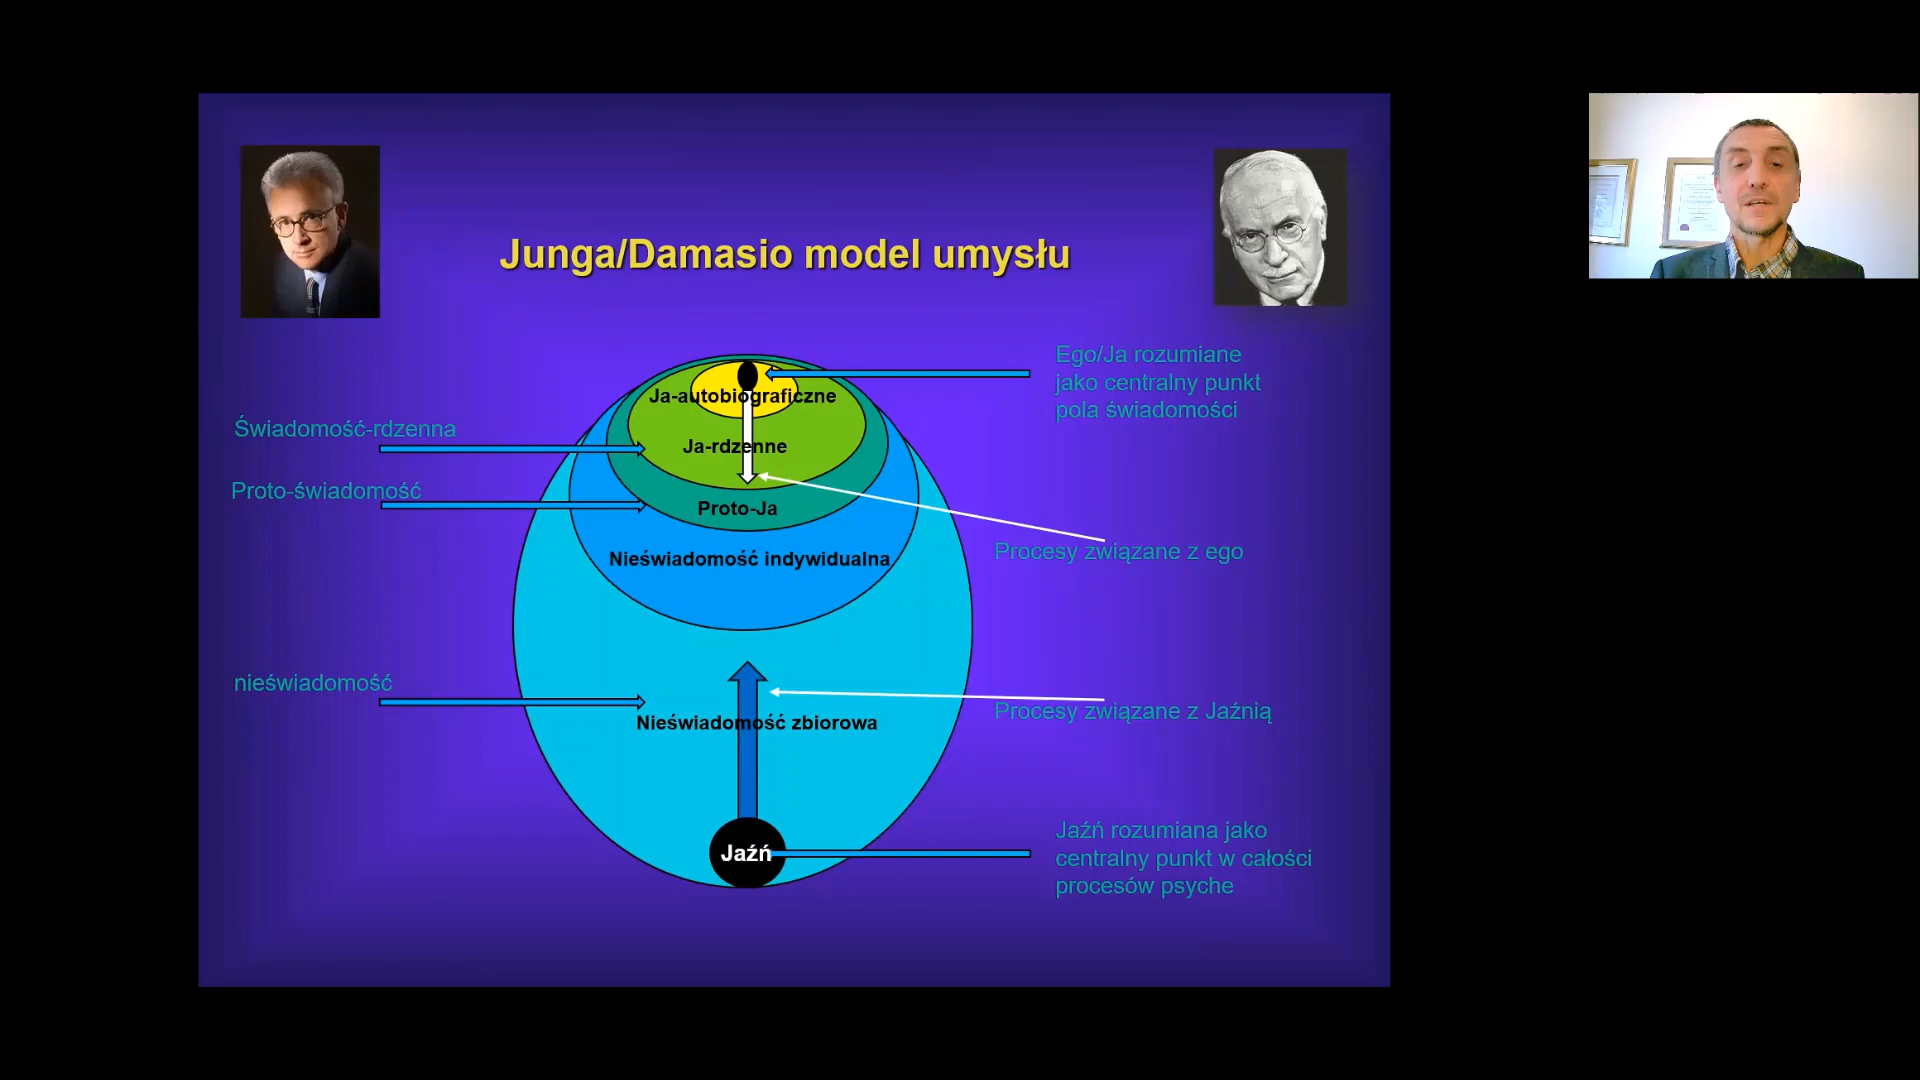 Junga/Damasio model umysłu
Ego/Ja rozumiane
jako centralny punkt
pola świadomości
Ja-autobiograficzne
Świadomość-rdzenna
Ja-rdzenne
Proto-świadomość
Proto-Ja
Procesy związane z ego
Nieświadomość indywidualna
nieświadomość
Procesy związane z Jaźnią
Nieświadomość zbiorowa
Jaźń rozumiana jako
centralny punkt w całości
procesów psyche
Jaźń